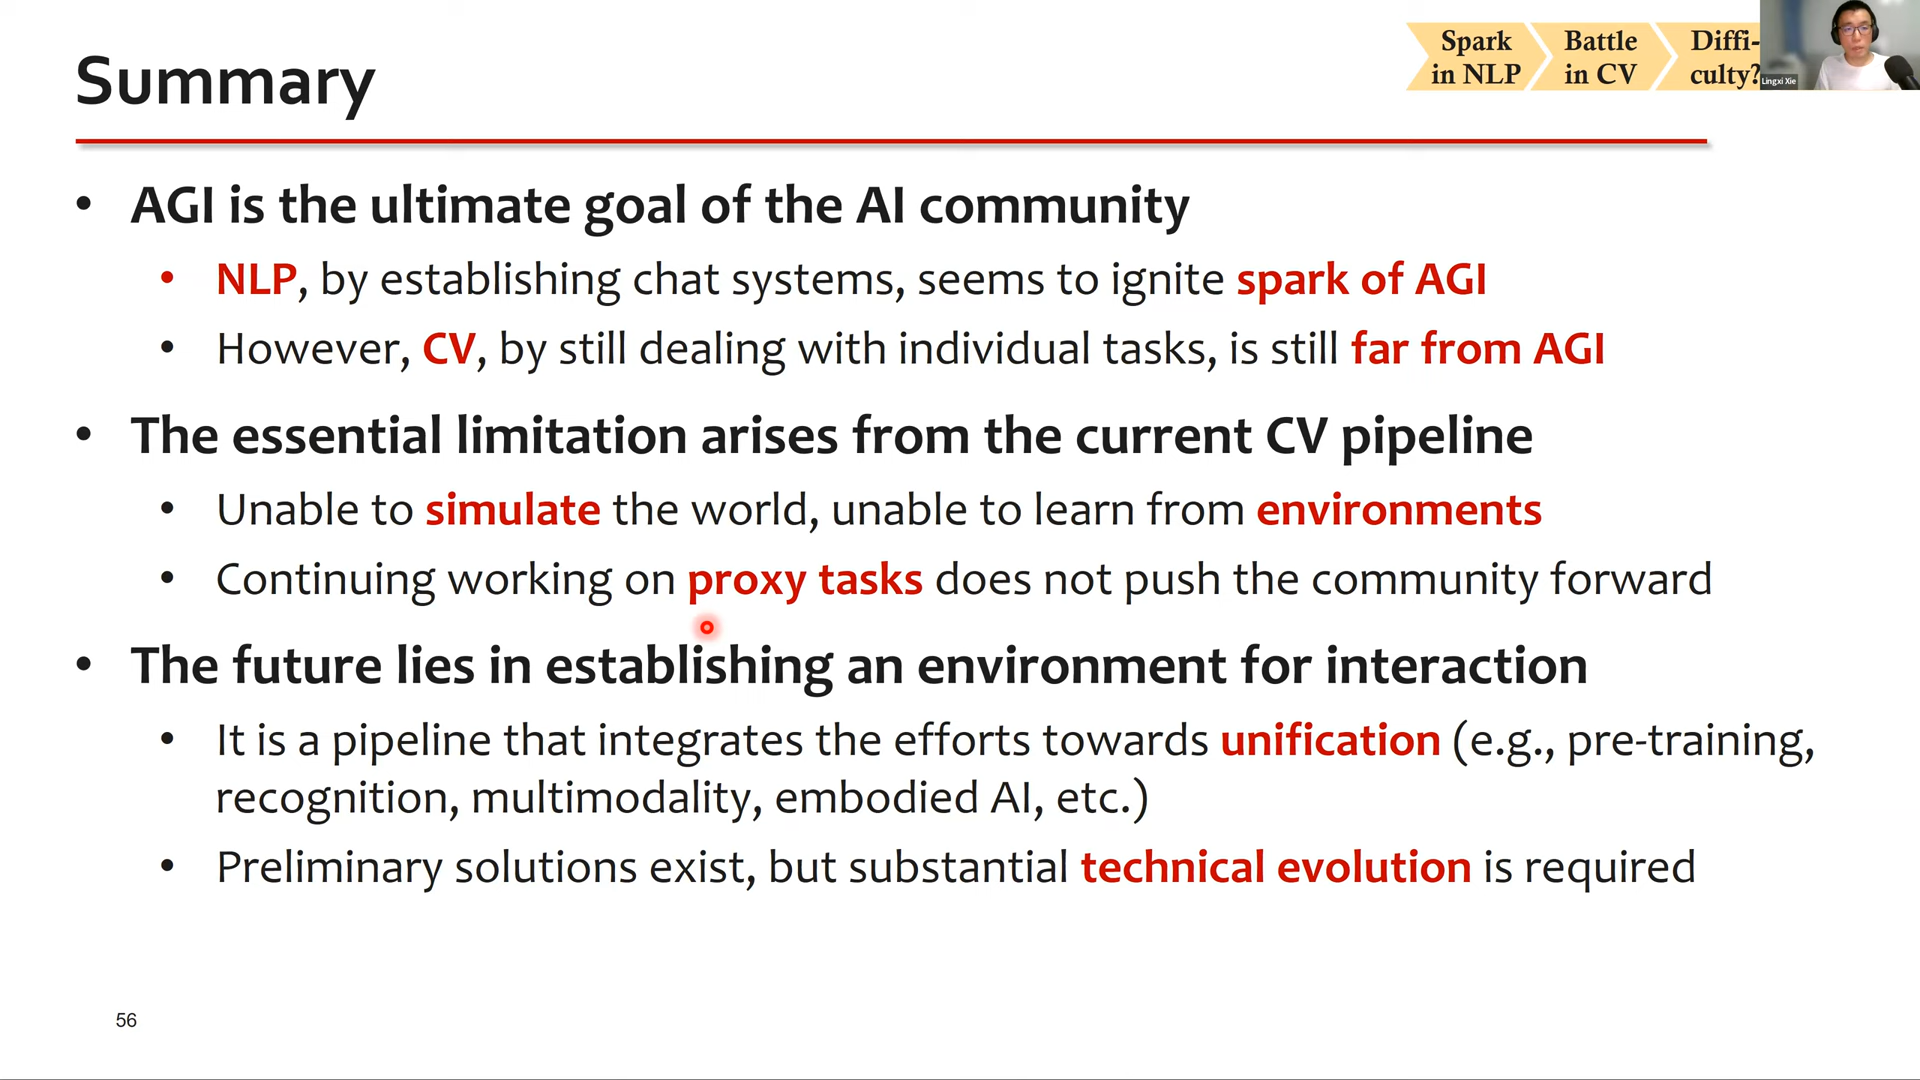 Summary
Spark
in NLP
Battle
in CV
Diffi-
culty?
Lingxi Xie
• AGI is the ultimate goal of the AI community
• NLP, by establishing chat systems, seems to ignite spark of AGI
• However, CV, by still dealing with individual tasks, is still far from AGI
• The essential limitation arises from the current CV pipeline
• Unable to simulate the world, unable to learn from environments
• Continuing working on proxy tasks does not push the community forward
• The future lies in establishing an environment for interaction
• It is a pipeline that integrates the efforts towards unification (e.g., pre-training,
recognition, multimodality, embodied AI, etc.)
• Preliminary solutions exist, but substantial technical evolution is required
56